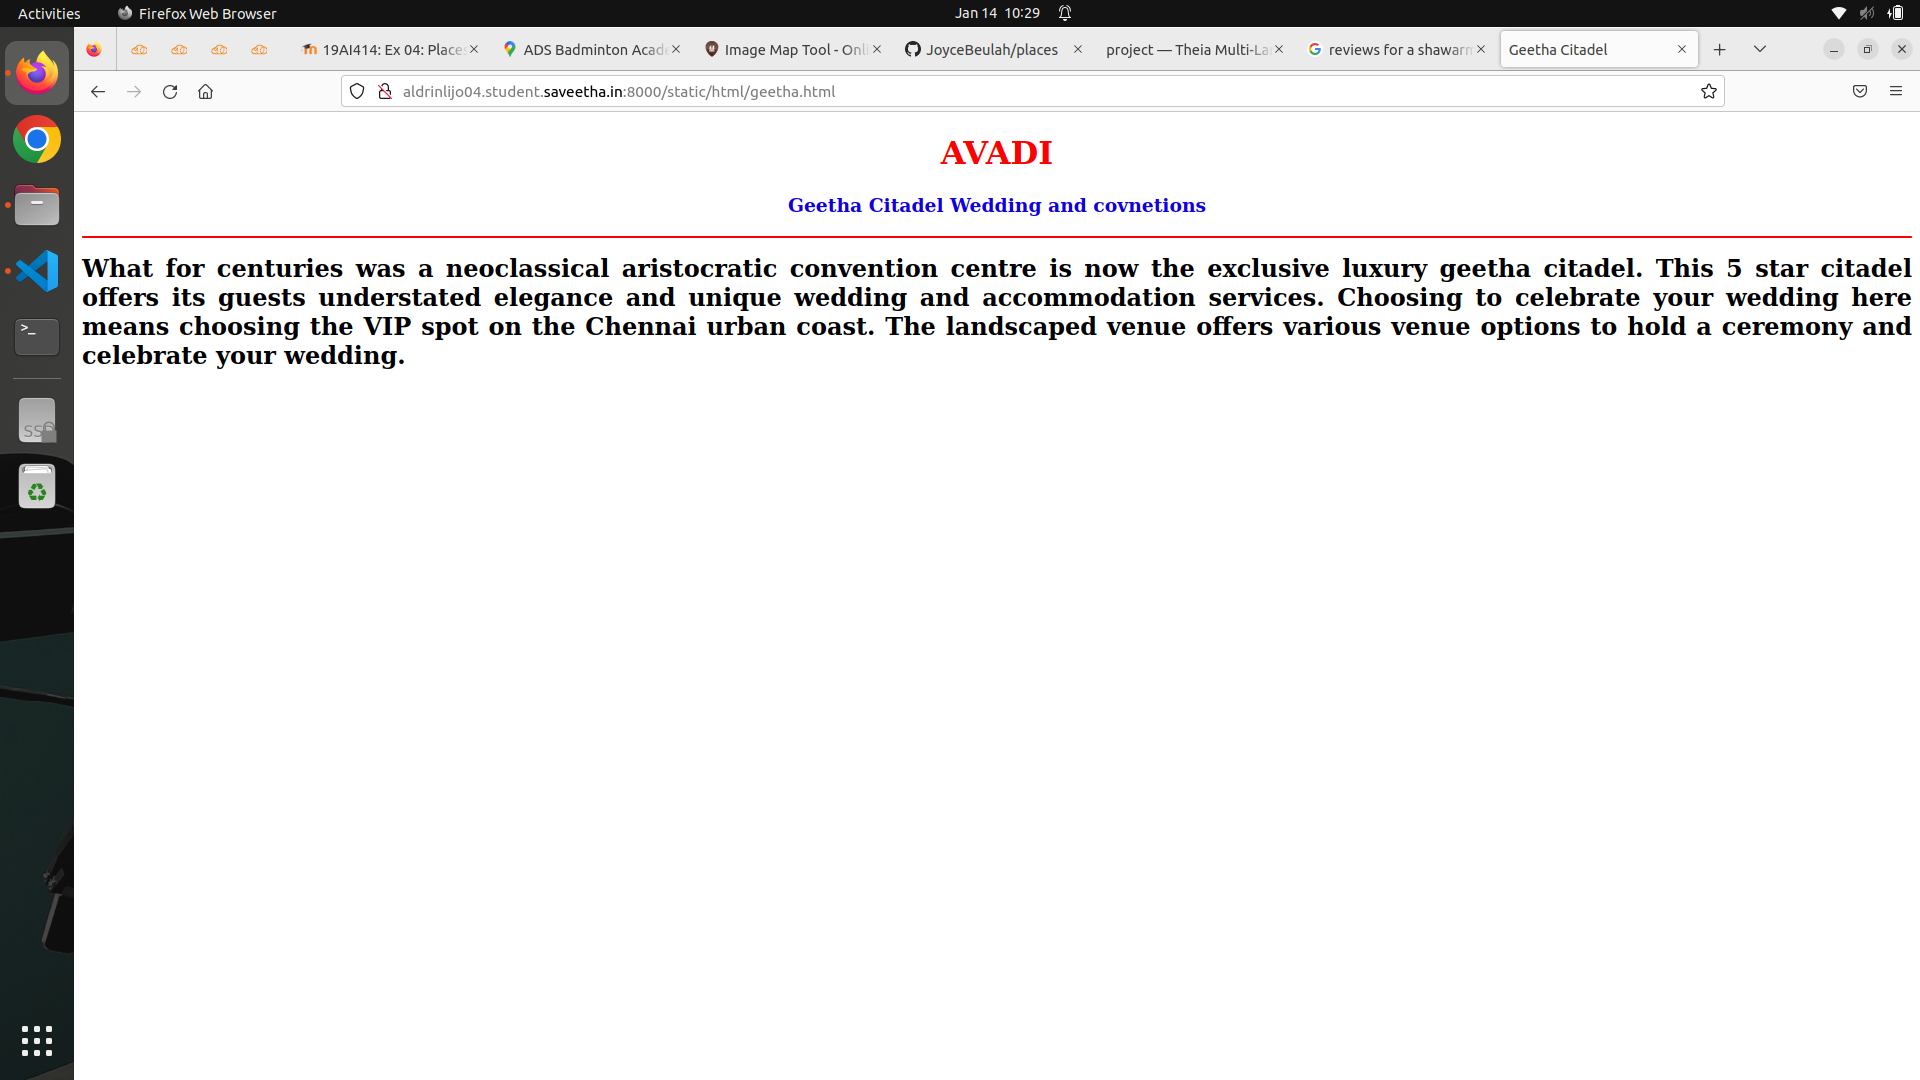 Activities Firefox Web Browser Jan 14 10:29
19AI414: Ex 04: Places ADS Badminton Acade Image Map Tool - Onli JoyceBeulah/places project — Theia Multi-La reviews for a shawarm Geetha Citadel
aldrinlijo04.student.saveetha.in:8000/static/html/geetha.html
AVADI
Geetha Citadel Wedding and covnetions
What for centuries was a neoclassical aristocratic convention centre is now the exclusive luxury geetha citadel. This 5 star citadel
offers its guests understated elegance and unique wedding and accommodation services. Choosing to celebrate your wedding here
means choosing the VIP spot on the Chennai urban coast. The landscaped venue offers various venue options to hold a ceremony and
celebrate your wedding.
>_